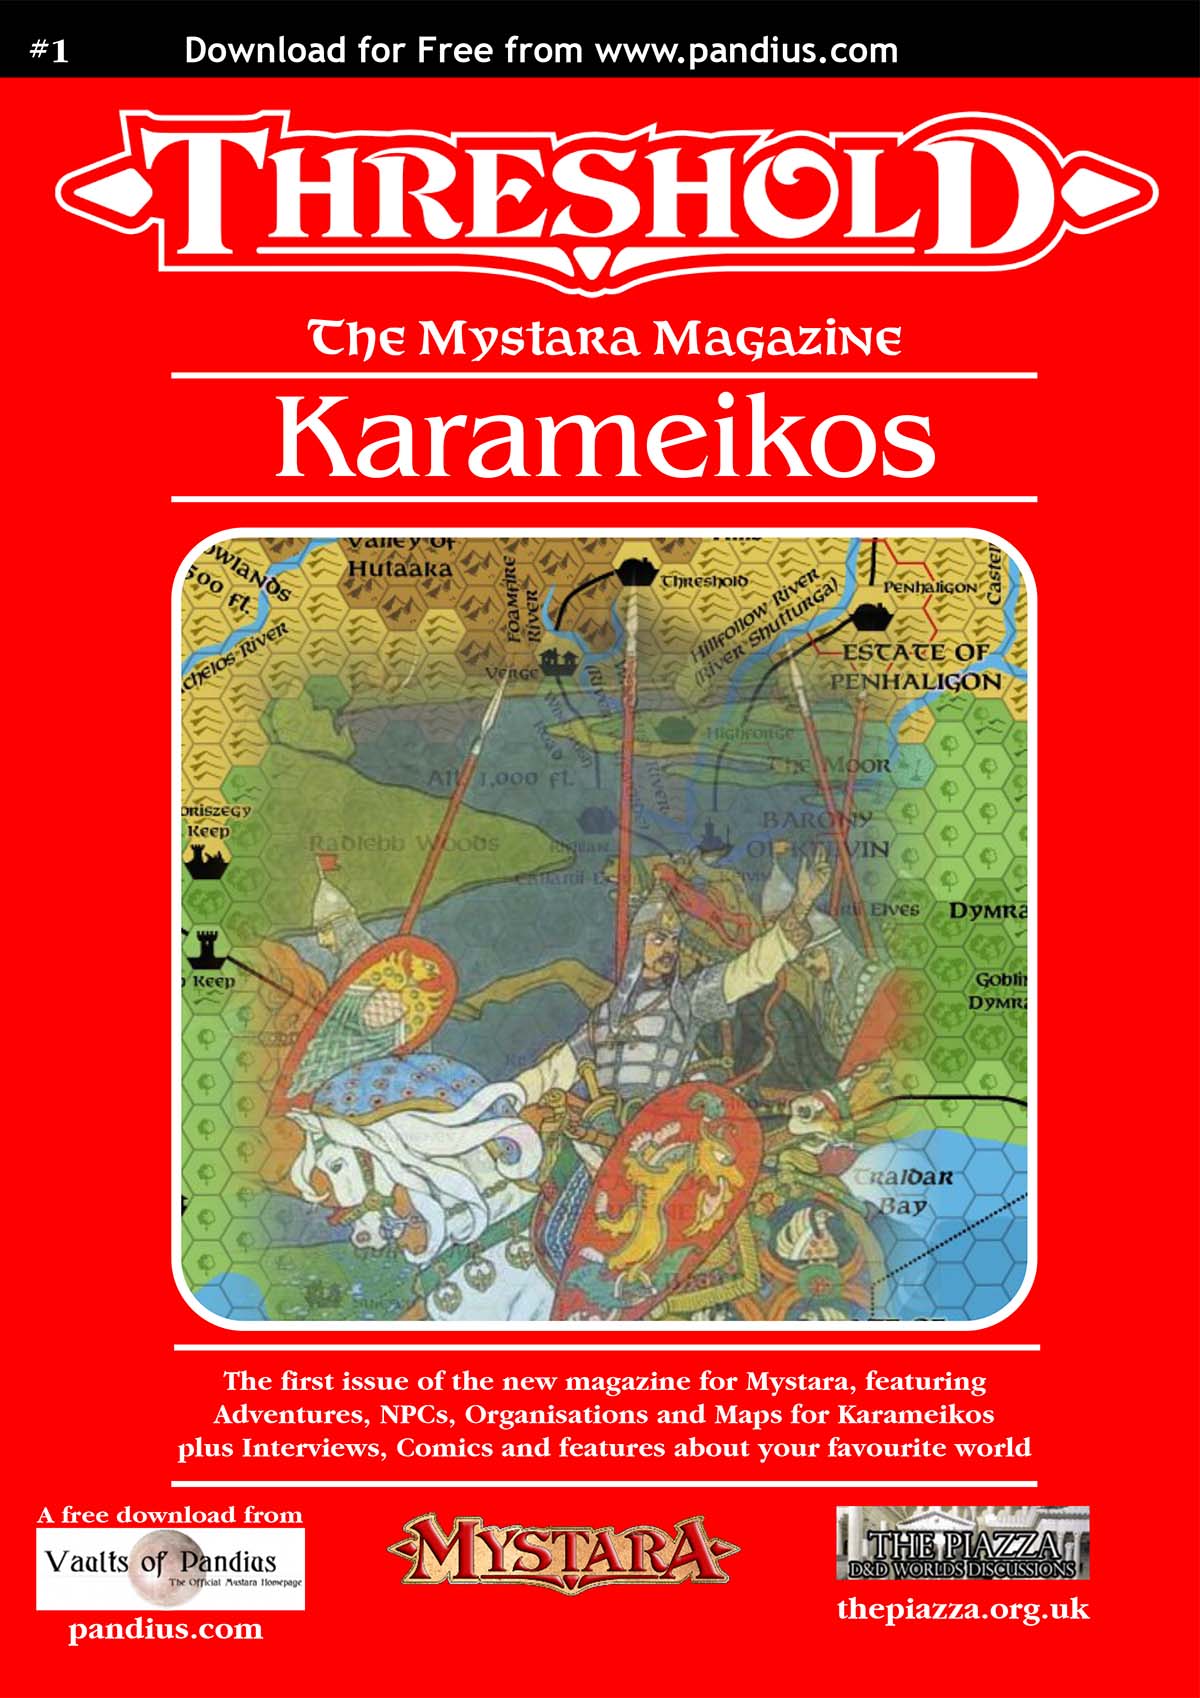 #1
Download for Free from www.pandius.com
THRESHOLD
The Mystara Magazine
Karameikos
Valley of
Hutaaka
Threshold
Penhaligon
FOAMFIRE
RIVER
Hillfollow River
(River Shutturga)
ESTATE OF
PENHALIGON
Verge
Highforge
The Moor
Alt. 1,000 ft.
BARONY
Keep
Radlebb Woods
Elves
Keep
Traldar
Bay
The first issue of the new magazine for Mystara, featuring
Adventures, NPCs, Organisations and Maps for Karameikos
plus Interviews, Comics and features about your favourite world
A free download from
Vaults of Pandius
The Official Mystara Homepage
pandius.com
MYSTARA
THE PIAZZA
D&D WORLDS DISCUSSIONS
thepiazza.org.uk